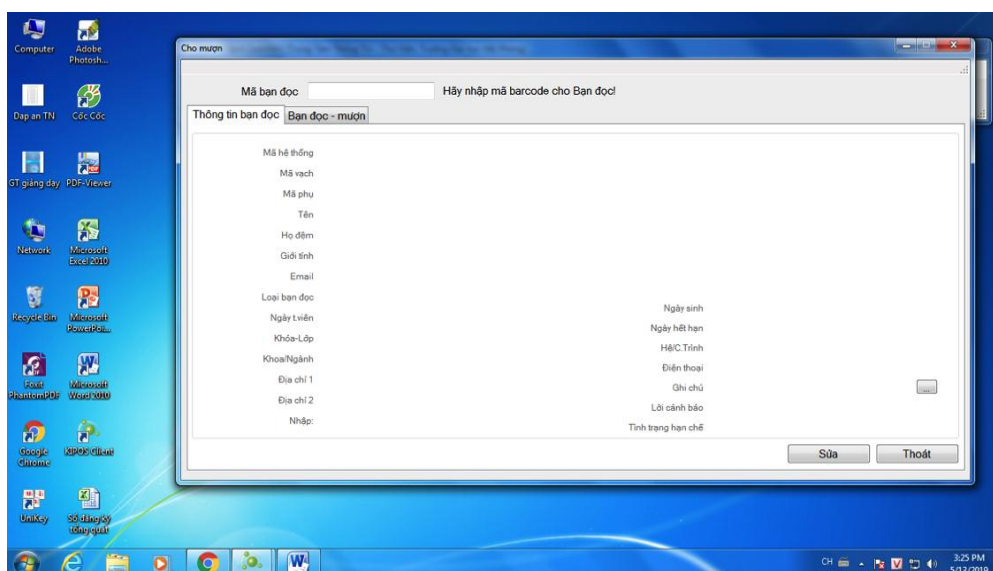 Computer
Adobe
Photosh...
Dap an TN
Cốc Cốc
GT giảng dạy
PDF-Viewer
Network
Microsoft
Excel 2010
Recycle Bin
Microsoft
PowerPoi...
Foxit
PhantomPDF
Microsoft
Word 2010
Google
Chrome
KIPOS Client
UniKey
Sổ đăng ký
tổng quát
Cho mượn
Mã bạn đọc
Hãy nhập mã barcode cho Bạn đọc!
Thông tin bạn đọc
Bạn đọc - mượn
Mã hệ thống
Mã vạch
Mã phụ
Tên
Họ đệm
Giới tính
Email
Loại bạn đọc
Ngày t.viên
Khóa-Lớp
Khoa/Ngành
Địa chỉ 1
Địa chỉ 2
Nhập:
Ngày sinh
Ngày hết hạn
Hệ/C.Trình
Điện thoại
Ghi chú
...
Lời cảnh báo
Tình trạng hạn chế
Sửa
Thoát
CH
3:25 PM
5/13/2019